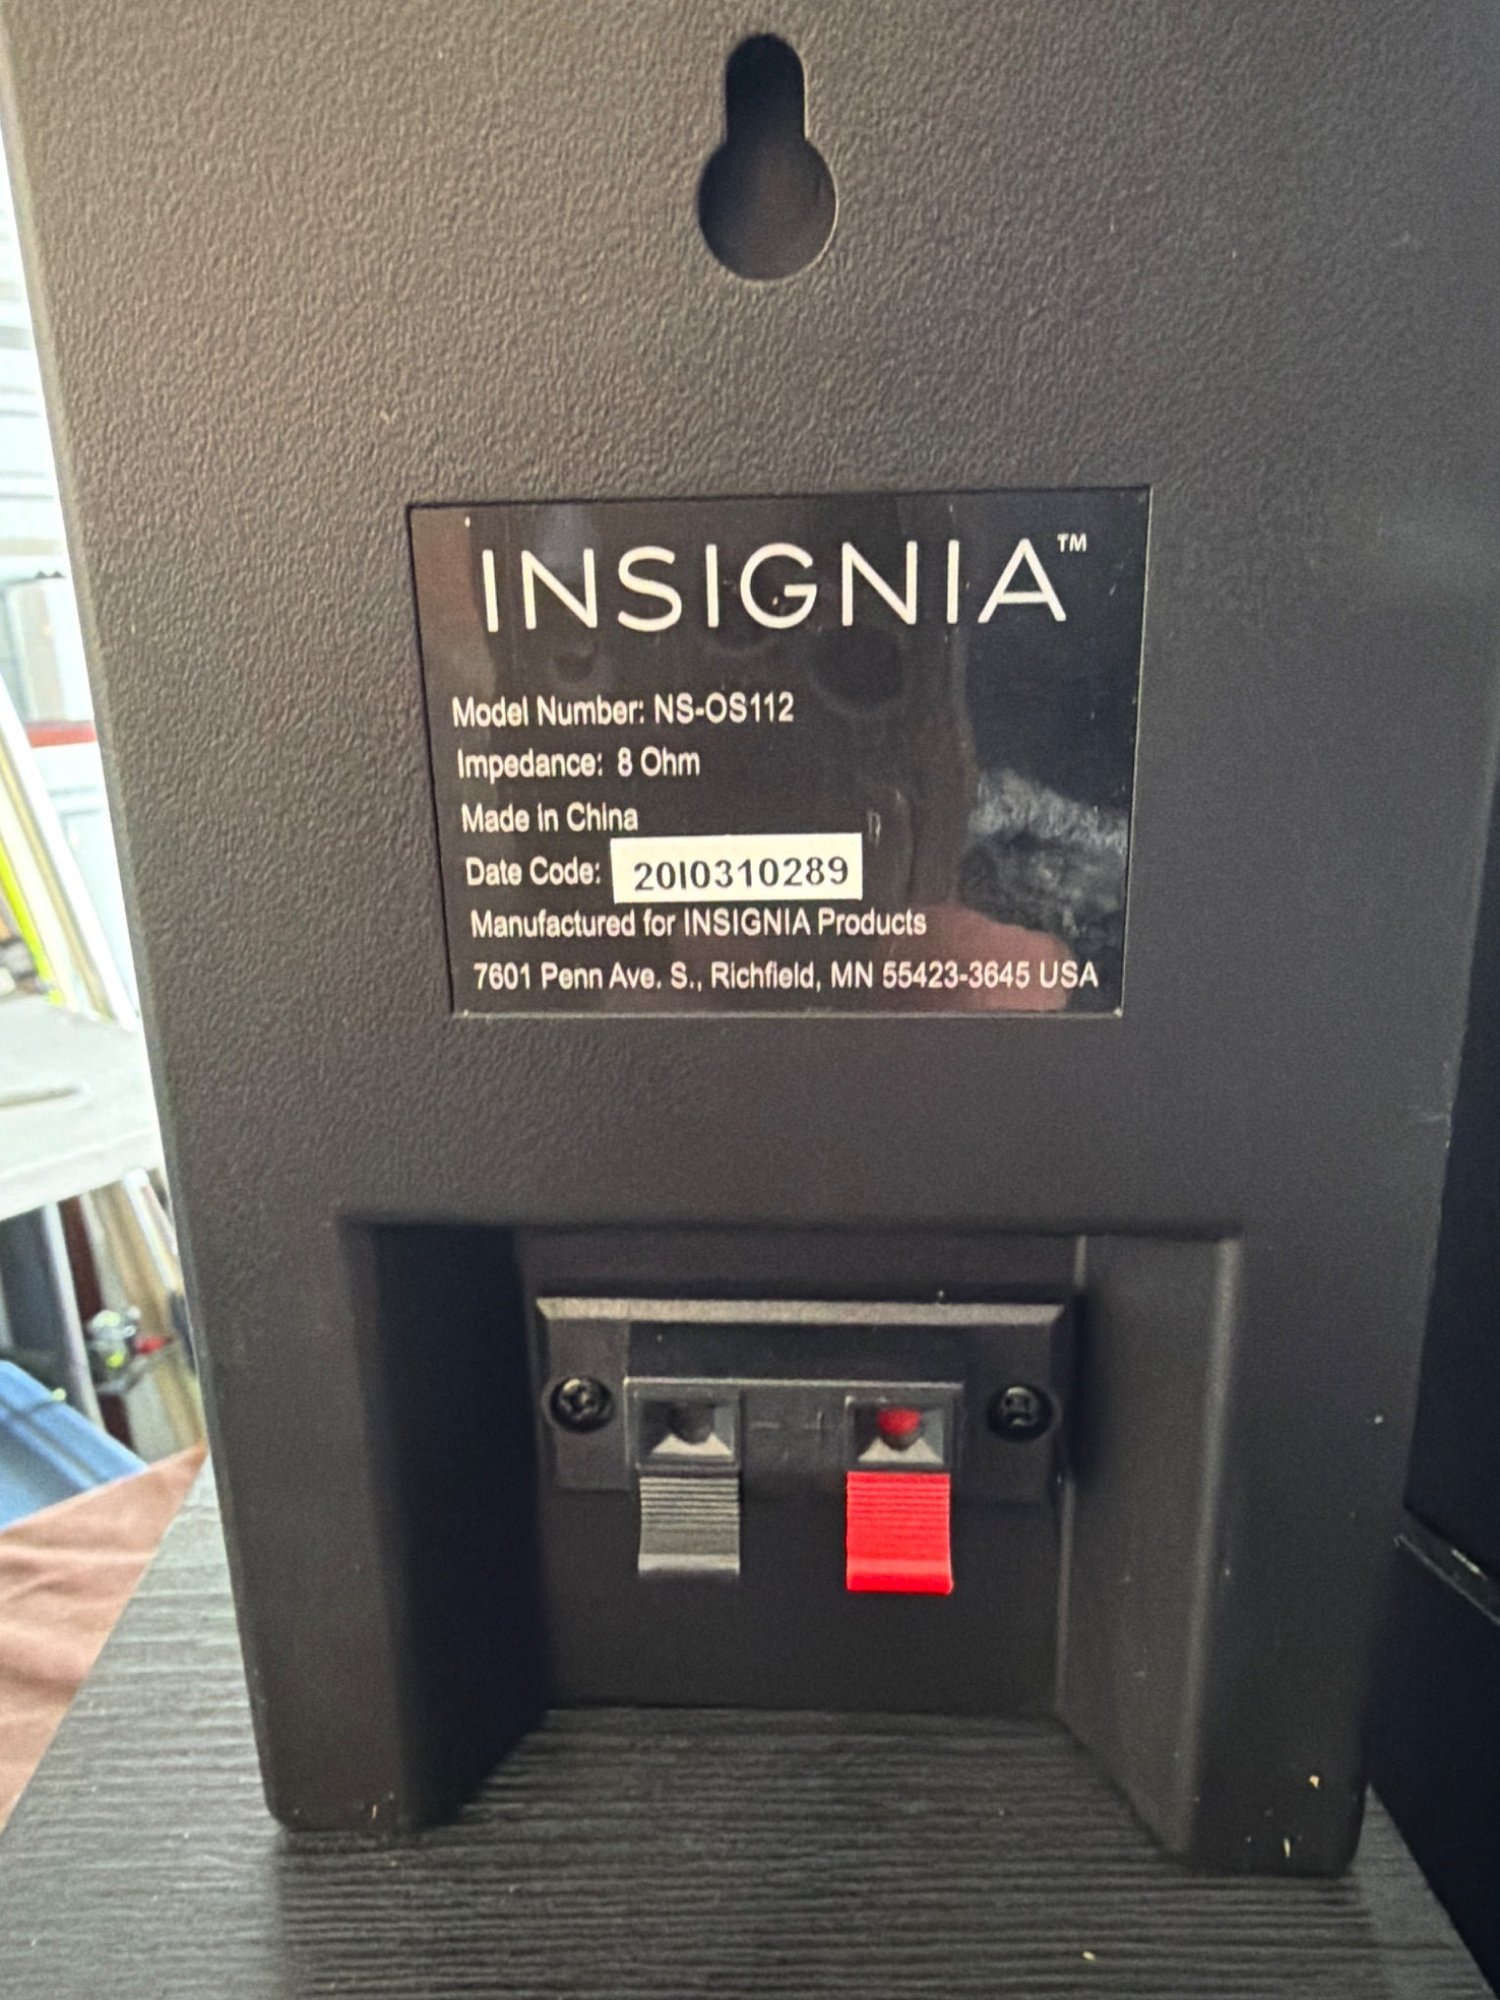 INSIGNIA™
Model Number: NS-OS112
Impedance: 8 Ohm
Made in China
Date Code: 20I0310289
Manufactured for INSIGNIA Products
7601 Penn Ave. S., Richfield, MN 55423-3645 USA